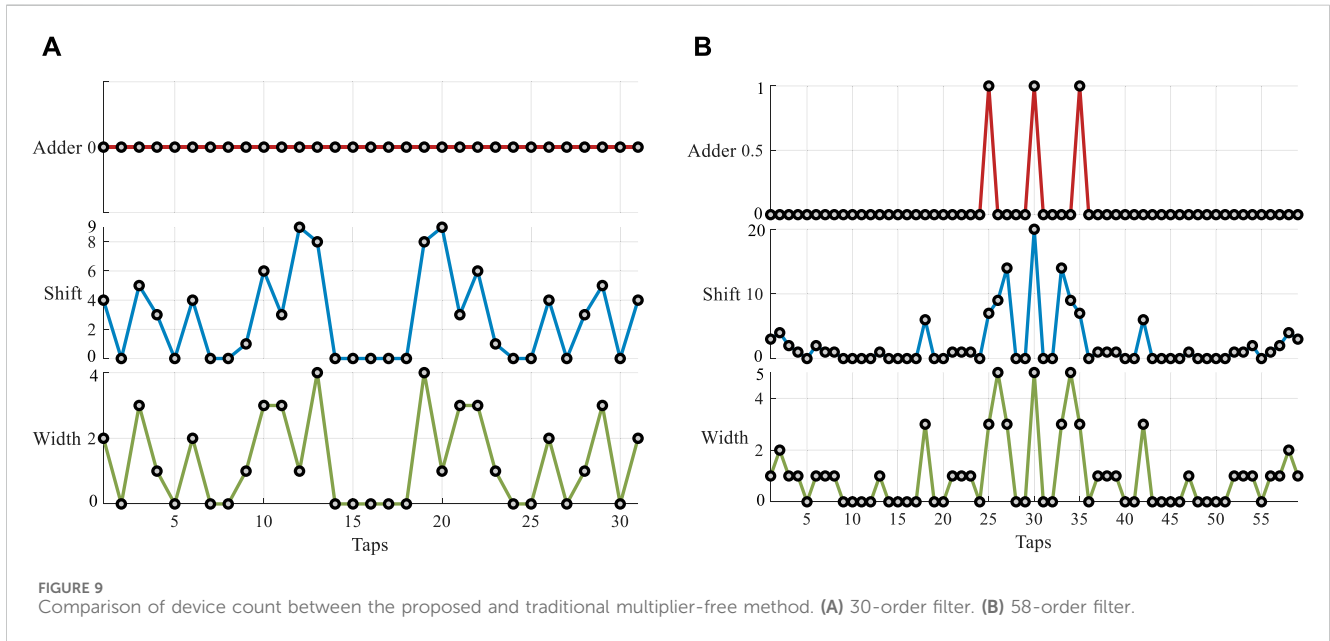 A
B
Adder 0
9
8
6
Shift 4
2
0
4
Width 2
0
5 10 15 20 25 30
Taps
1
Adder 0.5
0
20
Shift 10
0
5
4
Width
2
0
5 10 15 20 25 30 35 40 45 50 55
Taps
FIGURE 9
Comparison of device count between the proposed and traditional multiplier-free method. (A) 30-order filter. (B) 58-order filter.